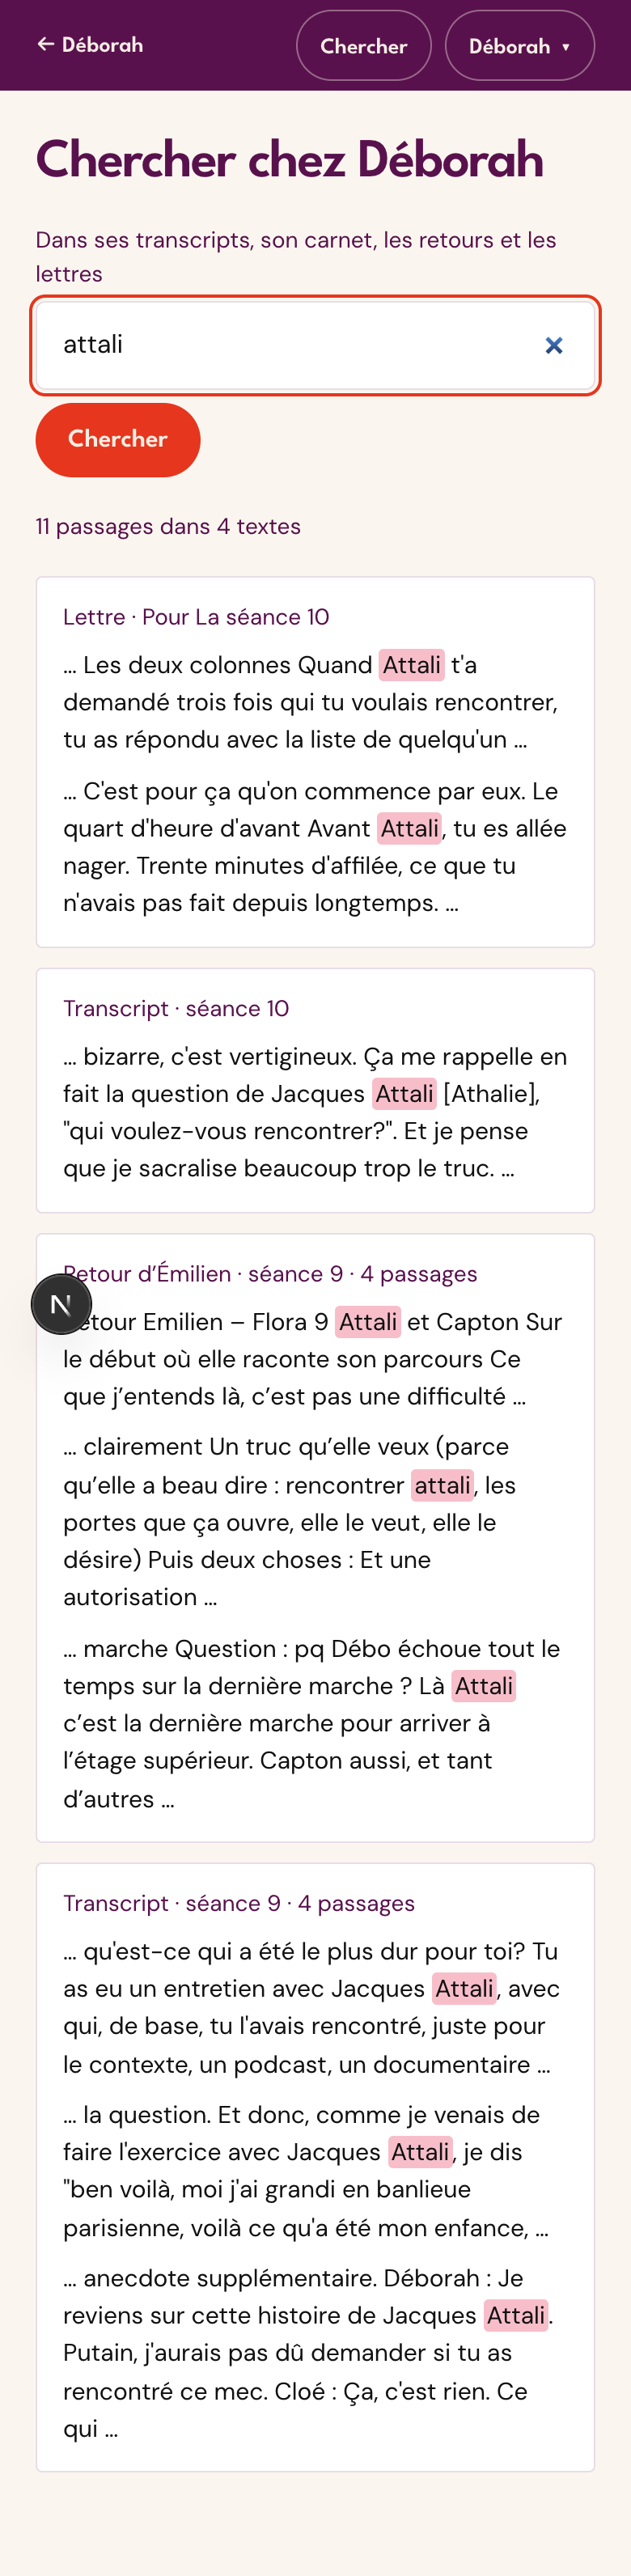 ← Déborah
Chercher
Déborah ▾
Chercher chez Déborah
Dans ses transcripts, son carnet, les retours et les
lettres
attali
Chercher
11 passages dans 4 textes
Lettre · Pour La séance 10
... Les deux colonnes Quand Attali t'a
demandé trois fois qui tu voulais rencontrer,
tu as répondu avec la liste de quelqu'un ...
... C'est pour ça qu'on commence par eux. Le
quart d'heure d'avant Avant Attali, tu es allée
nager. Trente minutes d'affilée, ce que tu
n'avais pas fait depuis longtemps. ...
Transcript · séance 10
... bizarre, c'est vertigineux. Ça me rappelle en
fait la question de Jacques Attali [Athalie],
"qui voulez-vous rencontrer?". Et je pense
que je sacralise beaucoup trop le truc. ...
Retour d’Émilien · séance 9 · 4 passages
etour Emilien – Flora 9 Attali et Capton Sur
le début où elle raconte son parcours Ce
que j’entends là, c’est pas une difficulté ...
... clairement Un truc qu’elle veux (parce
qu’elle a beau dire : rencontrer attali, les
portes que ça ouvre, elle le veut, elle le
désire) Puis deux choses : Et une
autorisation ...
... marche Question : pq Débo échoue tout le
temps sur la dernière marche ? Là Attali
c’est la dernière marche pour arriver à
l’étage supérieur. Capton aussi, et tant
d’autres ...
Transcript · séance 9 · 4 passages
... qu'est-ce qui a été le plus dur pour toi? Tu
as eu un entretien avec Jacques Attali, avec
qui, de base, tu l'avais rencontré, juste pour
le contexte, un podcast, un documentaire ...
... la question. Et donc, comme je venais de
faire l'exercice avec Jacques Attali, je dis
"ben voilà, moi j'ai grandi en banlieue
parisienne, voilà ce qu'a été mon enfance, ...
... anecdote supplémentaire. Déborah : Je
reviens sur cette histoire de Jacques Attali.
Putain, j'aurais pas dû demander si tu as
rencontré ce mec. Cloé : Ça, c'est rien. Ce
qui ...